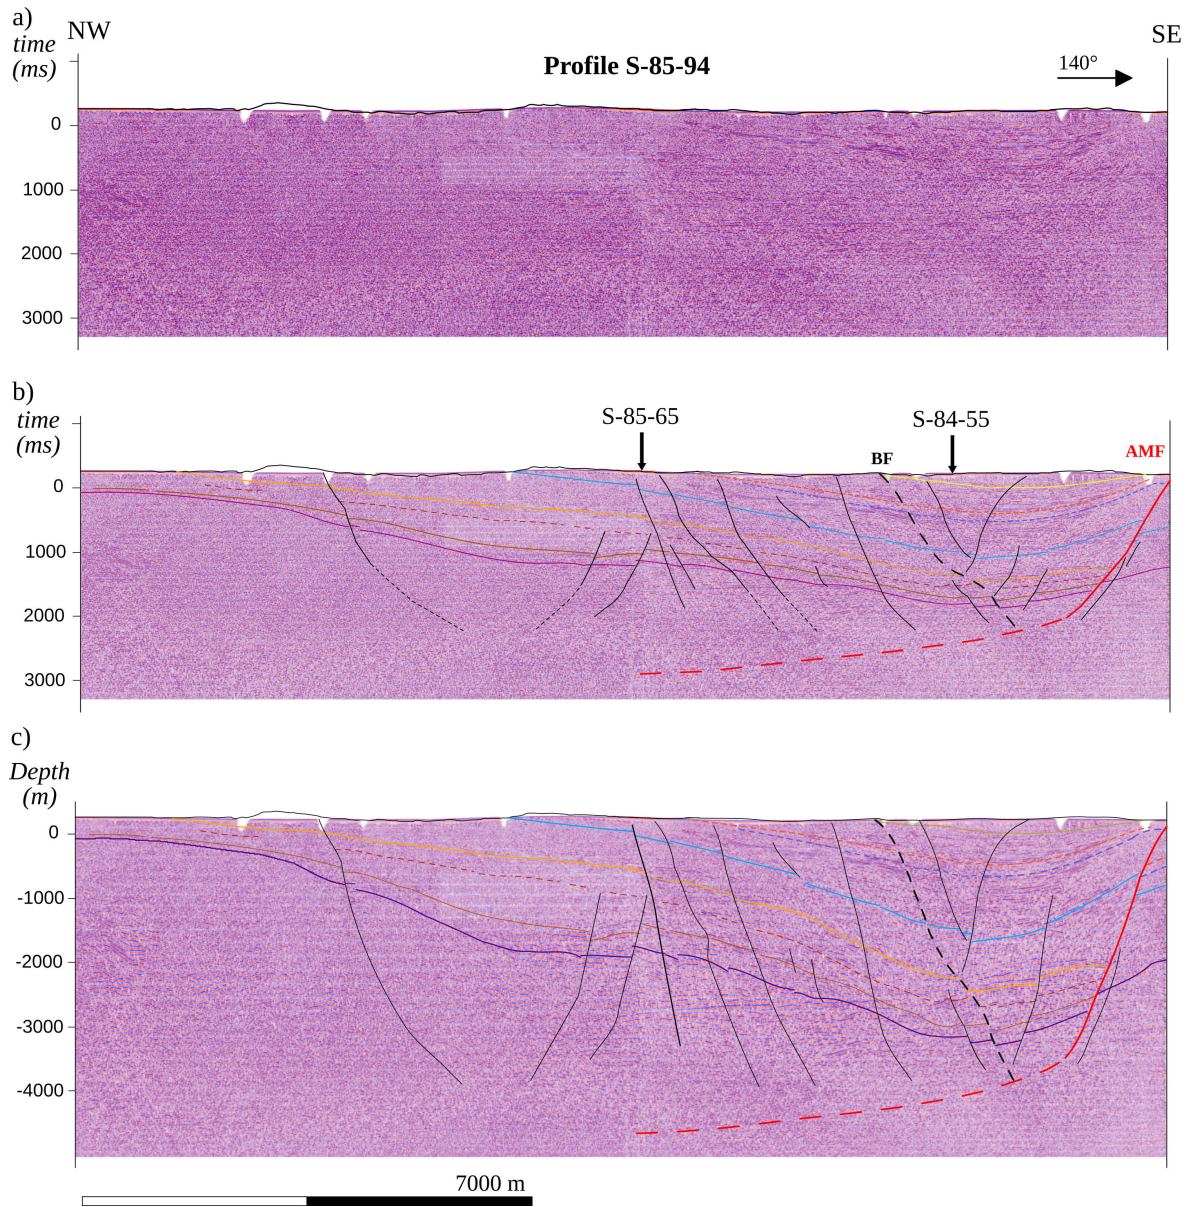 a)
NW
SE
time
(ms)
Profile S-85-94
140°
0
1000
2000
3000
b)
time
(ms)
S-85-65
S-84-55
BF
AMF
0
1000
2000
3000
c)
Depth
(m)
0
-1000
-2000
-3000
-4000
7000 m